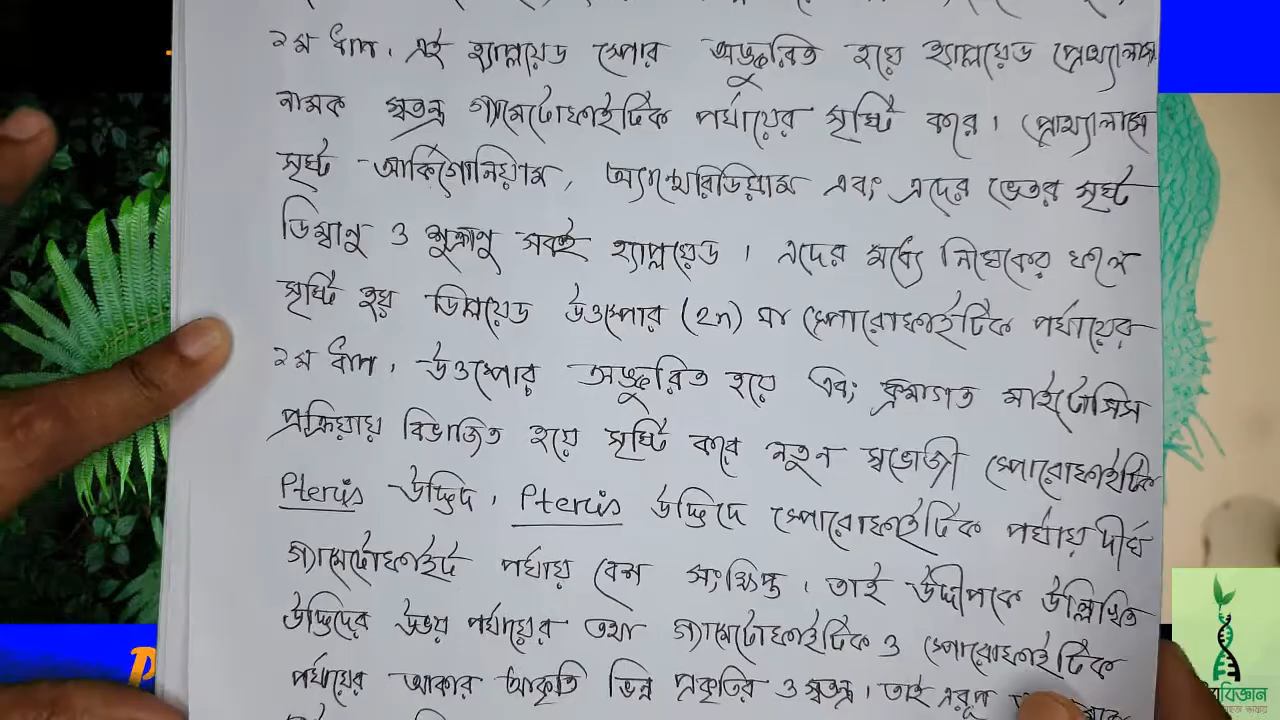 ১ম ধাপ। এই হ্যাপ্লয়েড স্পোর অঙ্কুরিত হয়ে হ্যাপ্লয়েড প্রোথ্যালাস
নামক স্বতন্ত্র গ্যামেটোফাইটিক পর্যায়ের সৃষ্টি করে। প্রোথ্যালাসে
সৃষ্ট আর্কিগোনিয়াম, অ্যান্থেরিডিয়াম এবং এদের ভেতর সৃষ্ট
ডিম্বাণু ও শুক্রাণু সবই হ্যাপ্লয়েড। এদের মধ্যে নিষেকের ফলে
সৃষ্টি হয় ডিপ্লয়েড উওস্পোর (2n) যা স্পোরোফাইটিক পর্যায়ের
১ম ধাপ। উওস্পোর অঙ্কুরিত হয়ে এবং ক্রমাগত মাইটোসিস
প্রক্রিয়ায় বিভাজিত হয়ে সৃষ্টি করে নতুন স্বভোজী স্পোরোফাইটিক
Pteris উদ্ভিদ। Pteris উদ্ভিদে স্পোরোফাইটিক পর্যায় দীর্ঘ
গ্যামেটোফাইট পর্যায় বেশ সংক্ষিপ্ত। তাই উদ্দীপকে উল্লিখিত
উদ্ভিদের উভয় পর্যায়ের তথা গ্যামেটোফাইটিক ও স্পোরোফাইটিক
পর্যায়ের আকার আকৃতি ভিন্ন প্রকৃতির ও স্বতন্ত্র। তাই এরূপ